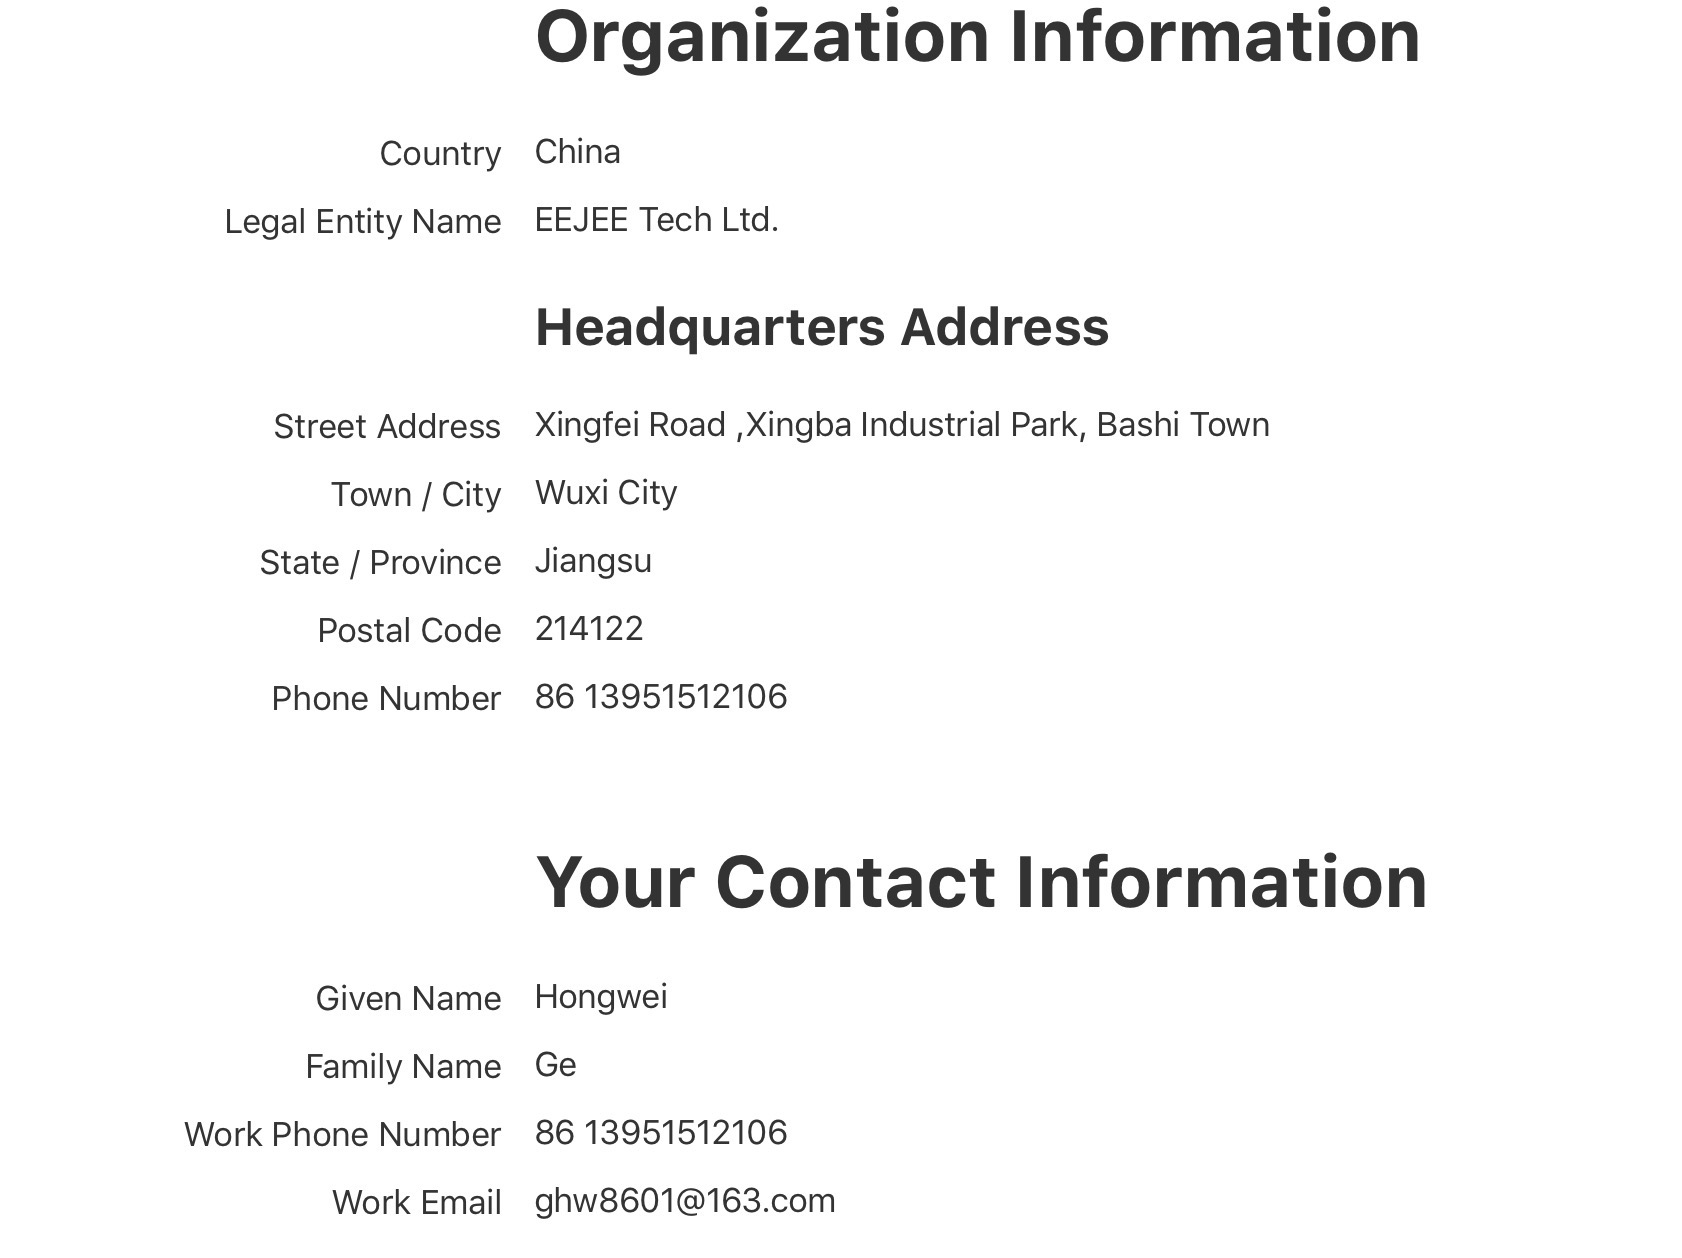 Organization Information
Country China
Legal Entity Name EEJEE Tech Ltd.
Headquarters Address
Street Address Xingfei Road ,Xingba Industrial Park, Bashi Town
Town / City Wuxi City
State / Province Jiangsu
Postal Code 214122
Phone Number 86 13951512106
Your Contact Information
Given Name Hongwei
Family Name Ge
Work Phone Number 86 13951512106
Work Email ghw8601@163.com